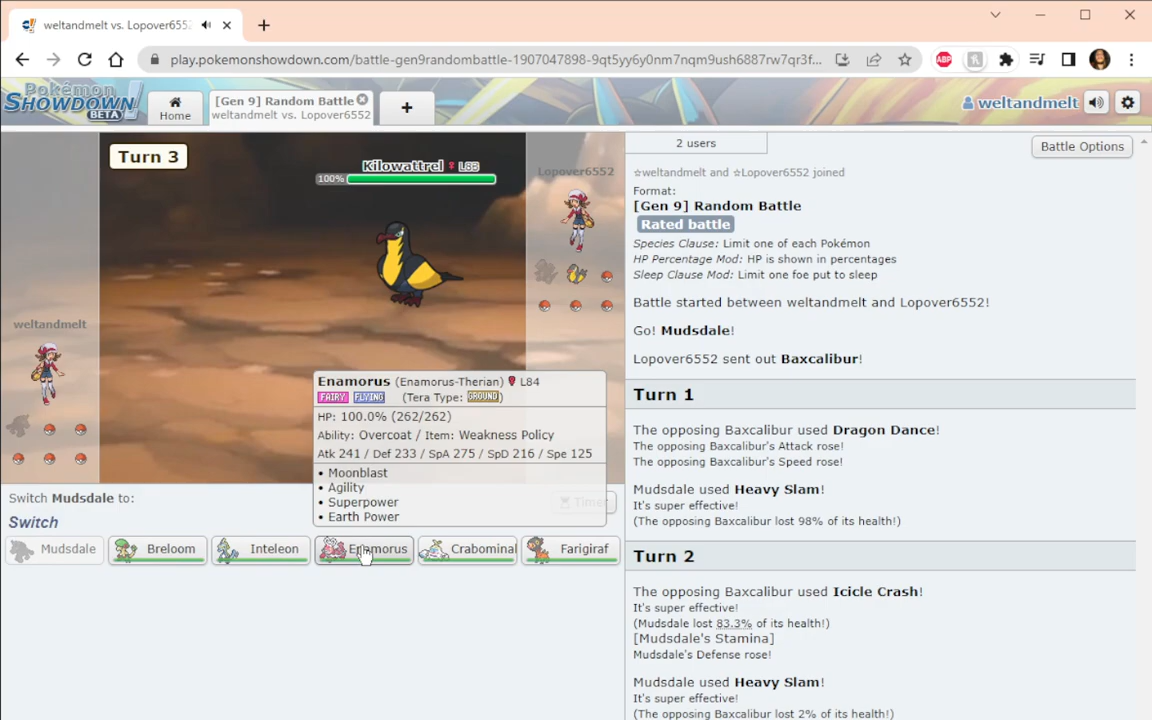 weltandmelt vs. Lopover655
play.pokemonshowdown.com/battle-gen9randombattle-1907047898-9qt5yy6y0nm7nqm9ush6887rw7qr3f...
ABP
Pokémon
SHOWDOWN
BETA
Home
[Gen 9] Random Battle
weltandmelt vs. Lopover6552
weltandmelt
Turn 3
Kilowattrel L83
100%
Lopover6552
weltandmelt
Enamorus (Enamorus-Therian) L84
FAIRY FLYING (Tera Type: GROUND)
HP: 100.0% (262/262)
Ability: Overcoat / Item: Weakness Policy
Atk 241 / Def 233 / SpA 275 / SpD 216 / Spe 125
• Moonblast
• Agility
• Superpower
• Earth Power
Switch Mudsdale to:
Timer
Switch
Mudsdale
Breloom
Inteleon
Enamorus
Crabominal
Farigiraf
2 users
Battle Options
☆weltandmelt and ☆Lopover6552 joined
Format:
[Gen 9] Random Battle
Rated battle
Species Clause: Limit one of each Pokémon
HP Percentage Mod: HP is shown in percentages
Sleep Clause Mod: Limit one foe put to sleep
Battle started between weltandmelt and Lopover6552!
Go! Mudsdale!
Lopover6552 sent out Baxcalibur!
Turn 1
The opposing Baxcalibur used Dragon Dance!
The opposing Baxcalibur's Attack rose!
The opposing Baxcalibur's Speed rose!
Mudsdale used Heavy Slam!
It's super effective!
(The opposing Baxcalibur lost 98% of its health!)
Turn 2
The opposing Baxcalibur used Icicle Crash!
It's super effective!
(Mudsdale lost 83.3% of its health!)
[Mudsdale's Stamina]
Mudsdale's Defense rose!
Mudsdale used Heavy Slam!
It's super effective!
(The opposing Baxcalibur lost 2% of its health!)